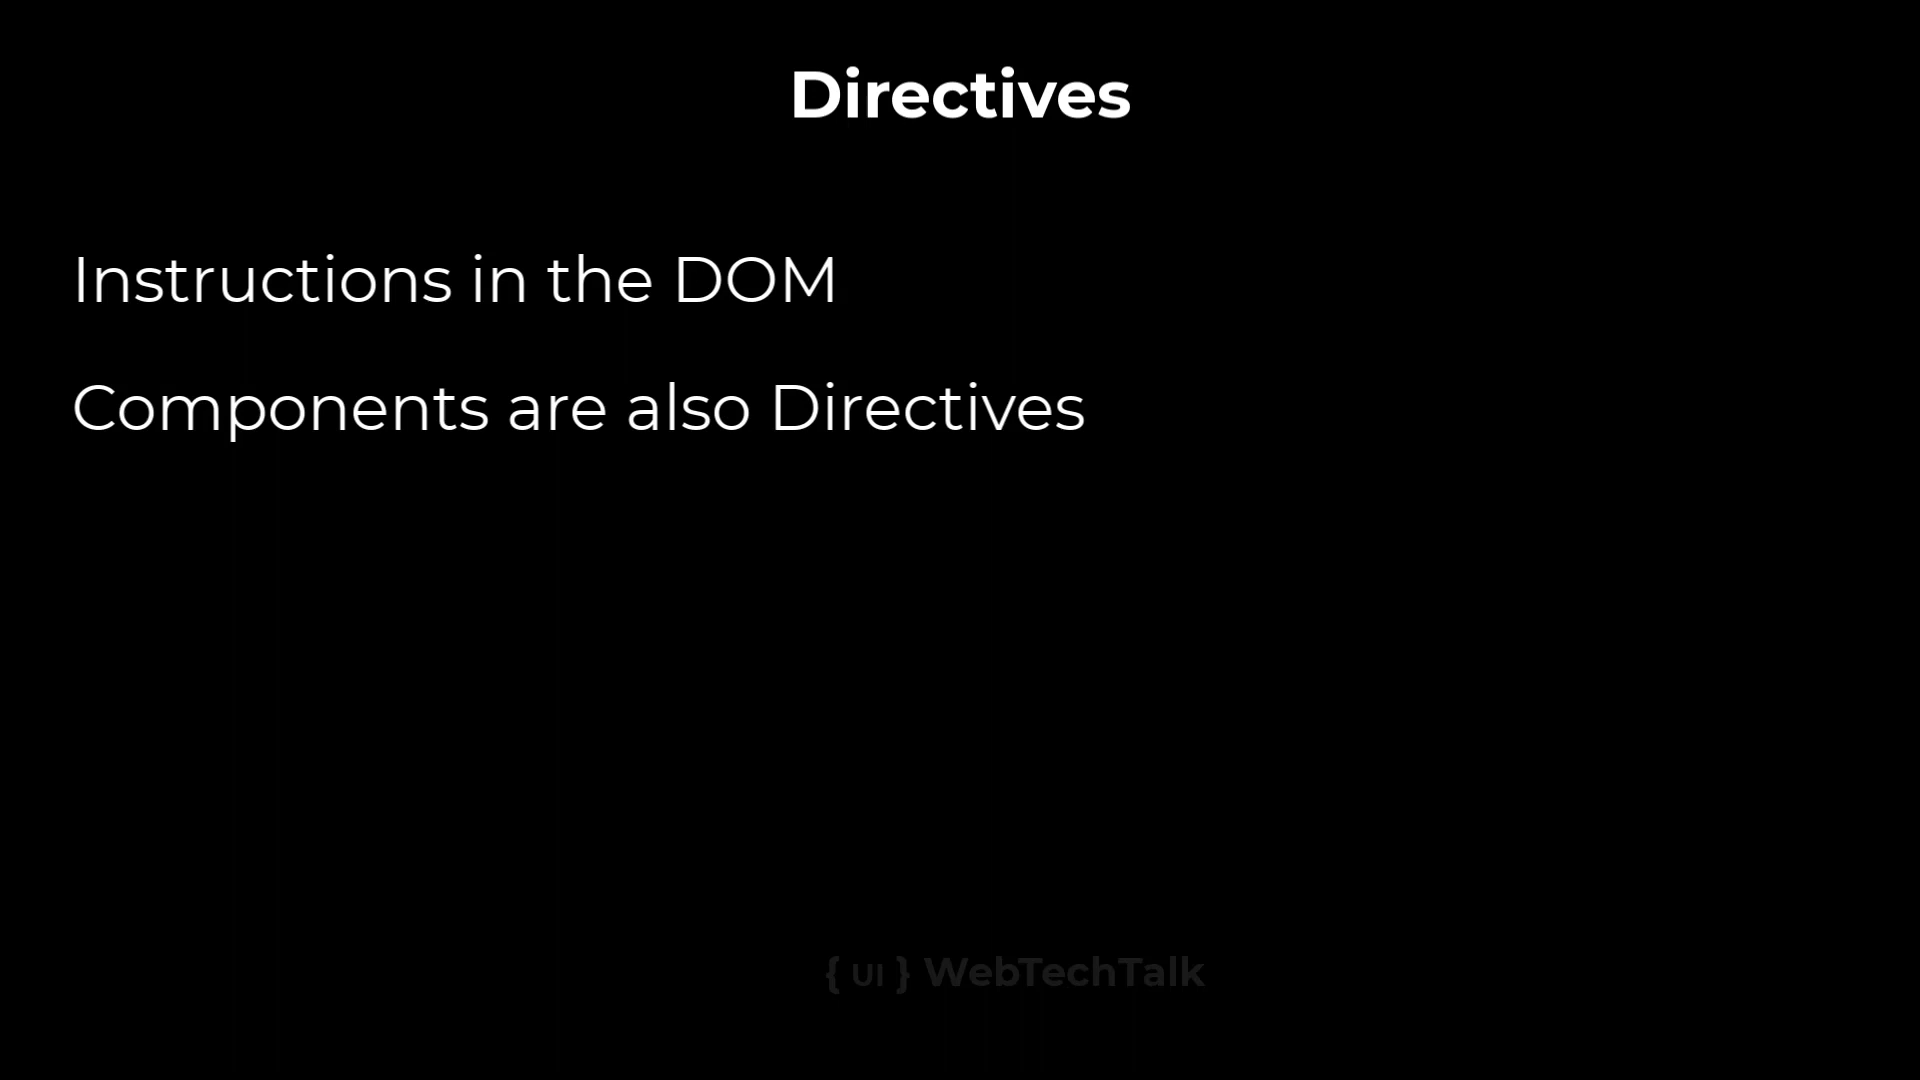 Directives
Instructions in the DOM
Components are also Directives
{ UI } WebTechTalk